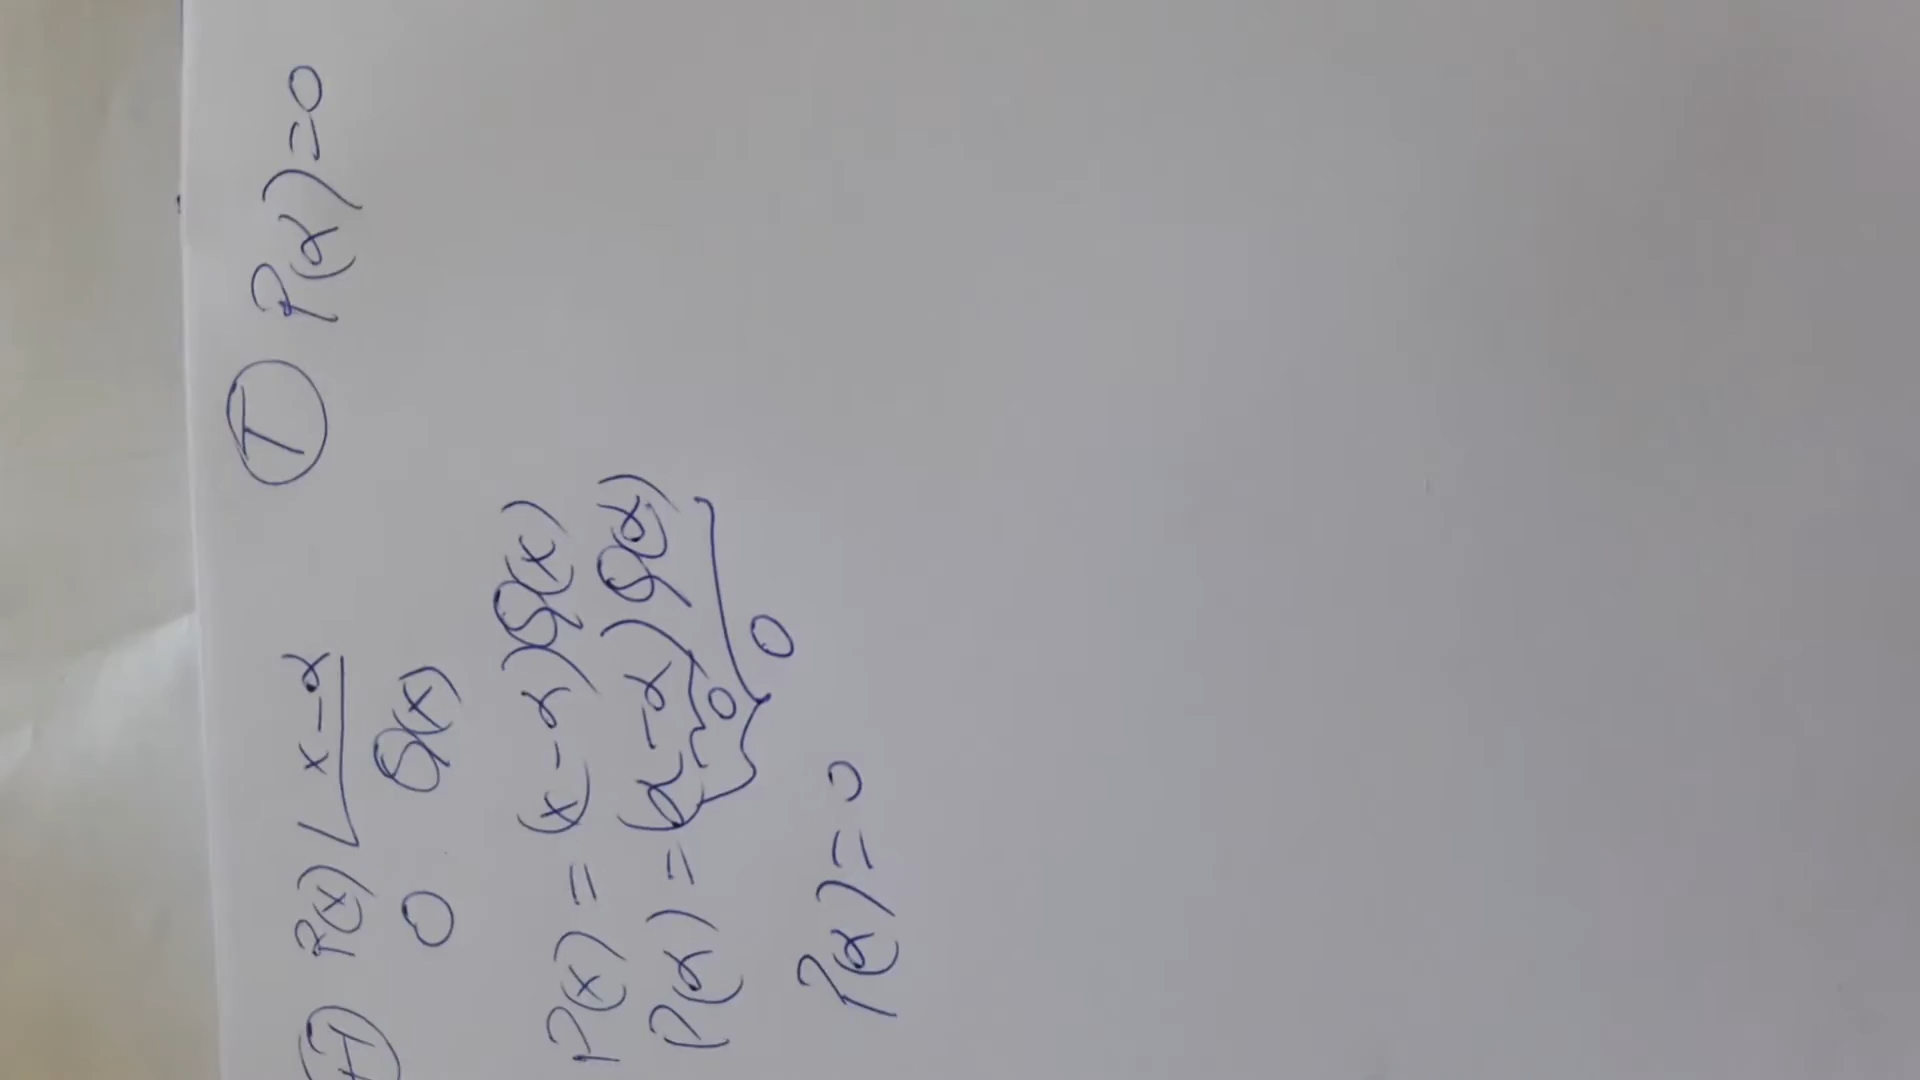 Ⓗ P(x) ∟ x-α Ⓣ P(α)=0
0 Q(x)
P(x) = (x-α)Q(x)
P(α) = (α-α)Q(α)
0
0
P(α)=0